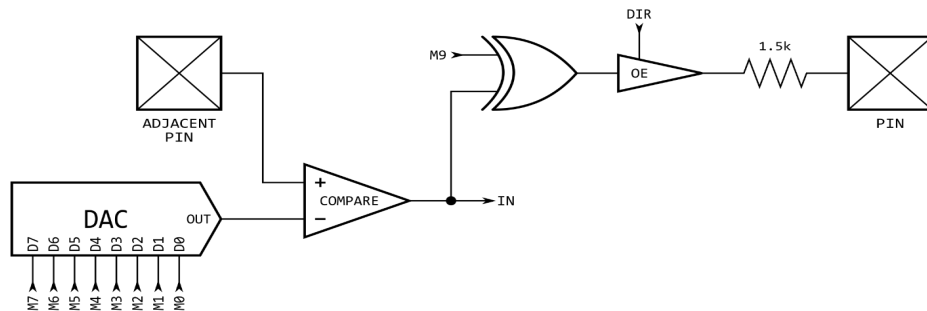 DIR
M9
OE
1.5k
PIN
ADJACENT
PIN
+
COMPARE
−
IN
DAC
OUT
D7 D6 D5 D4 D3 D2 D1 D0
M7 M6 M5 M4 M3 M2 M1 M0